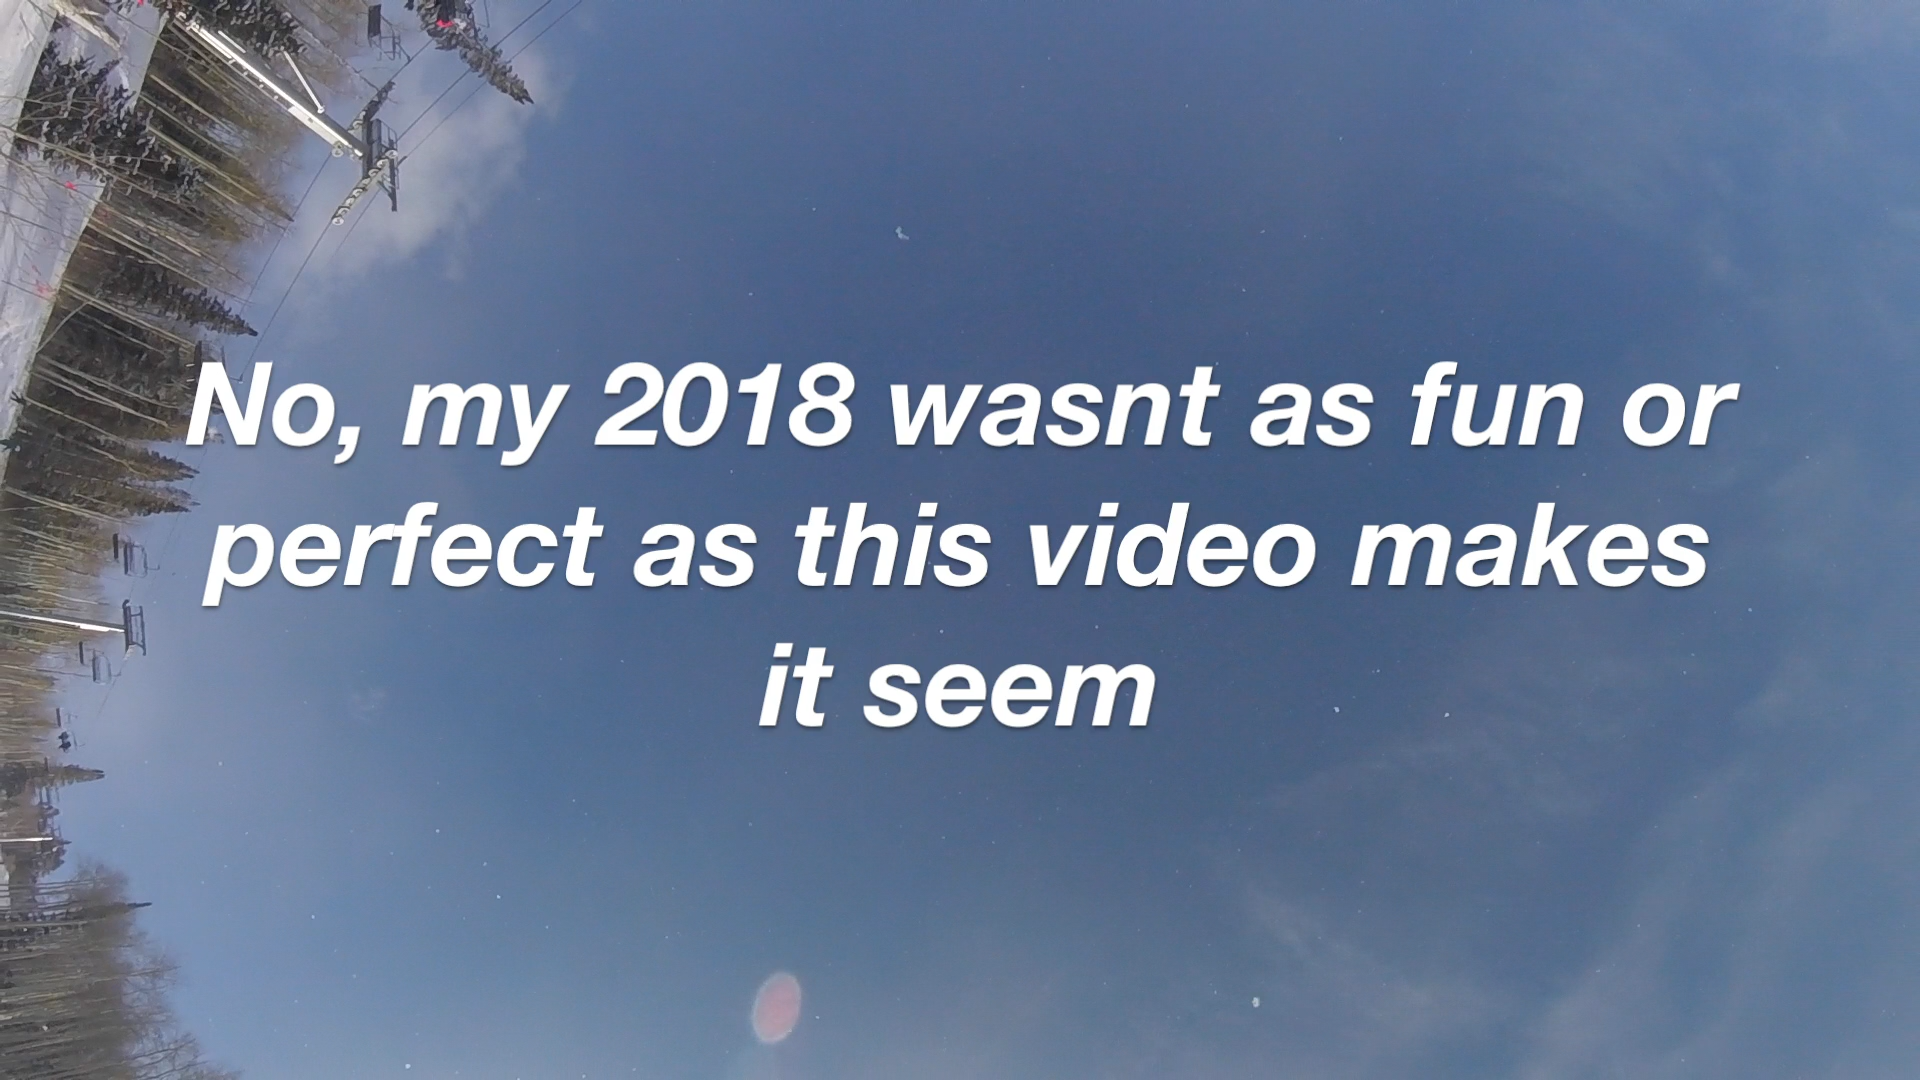 No, my 2018 wasnt as fun or
perfect as this video makes
it seem